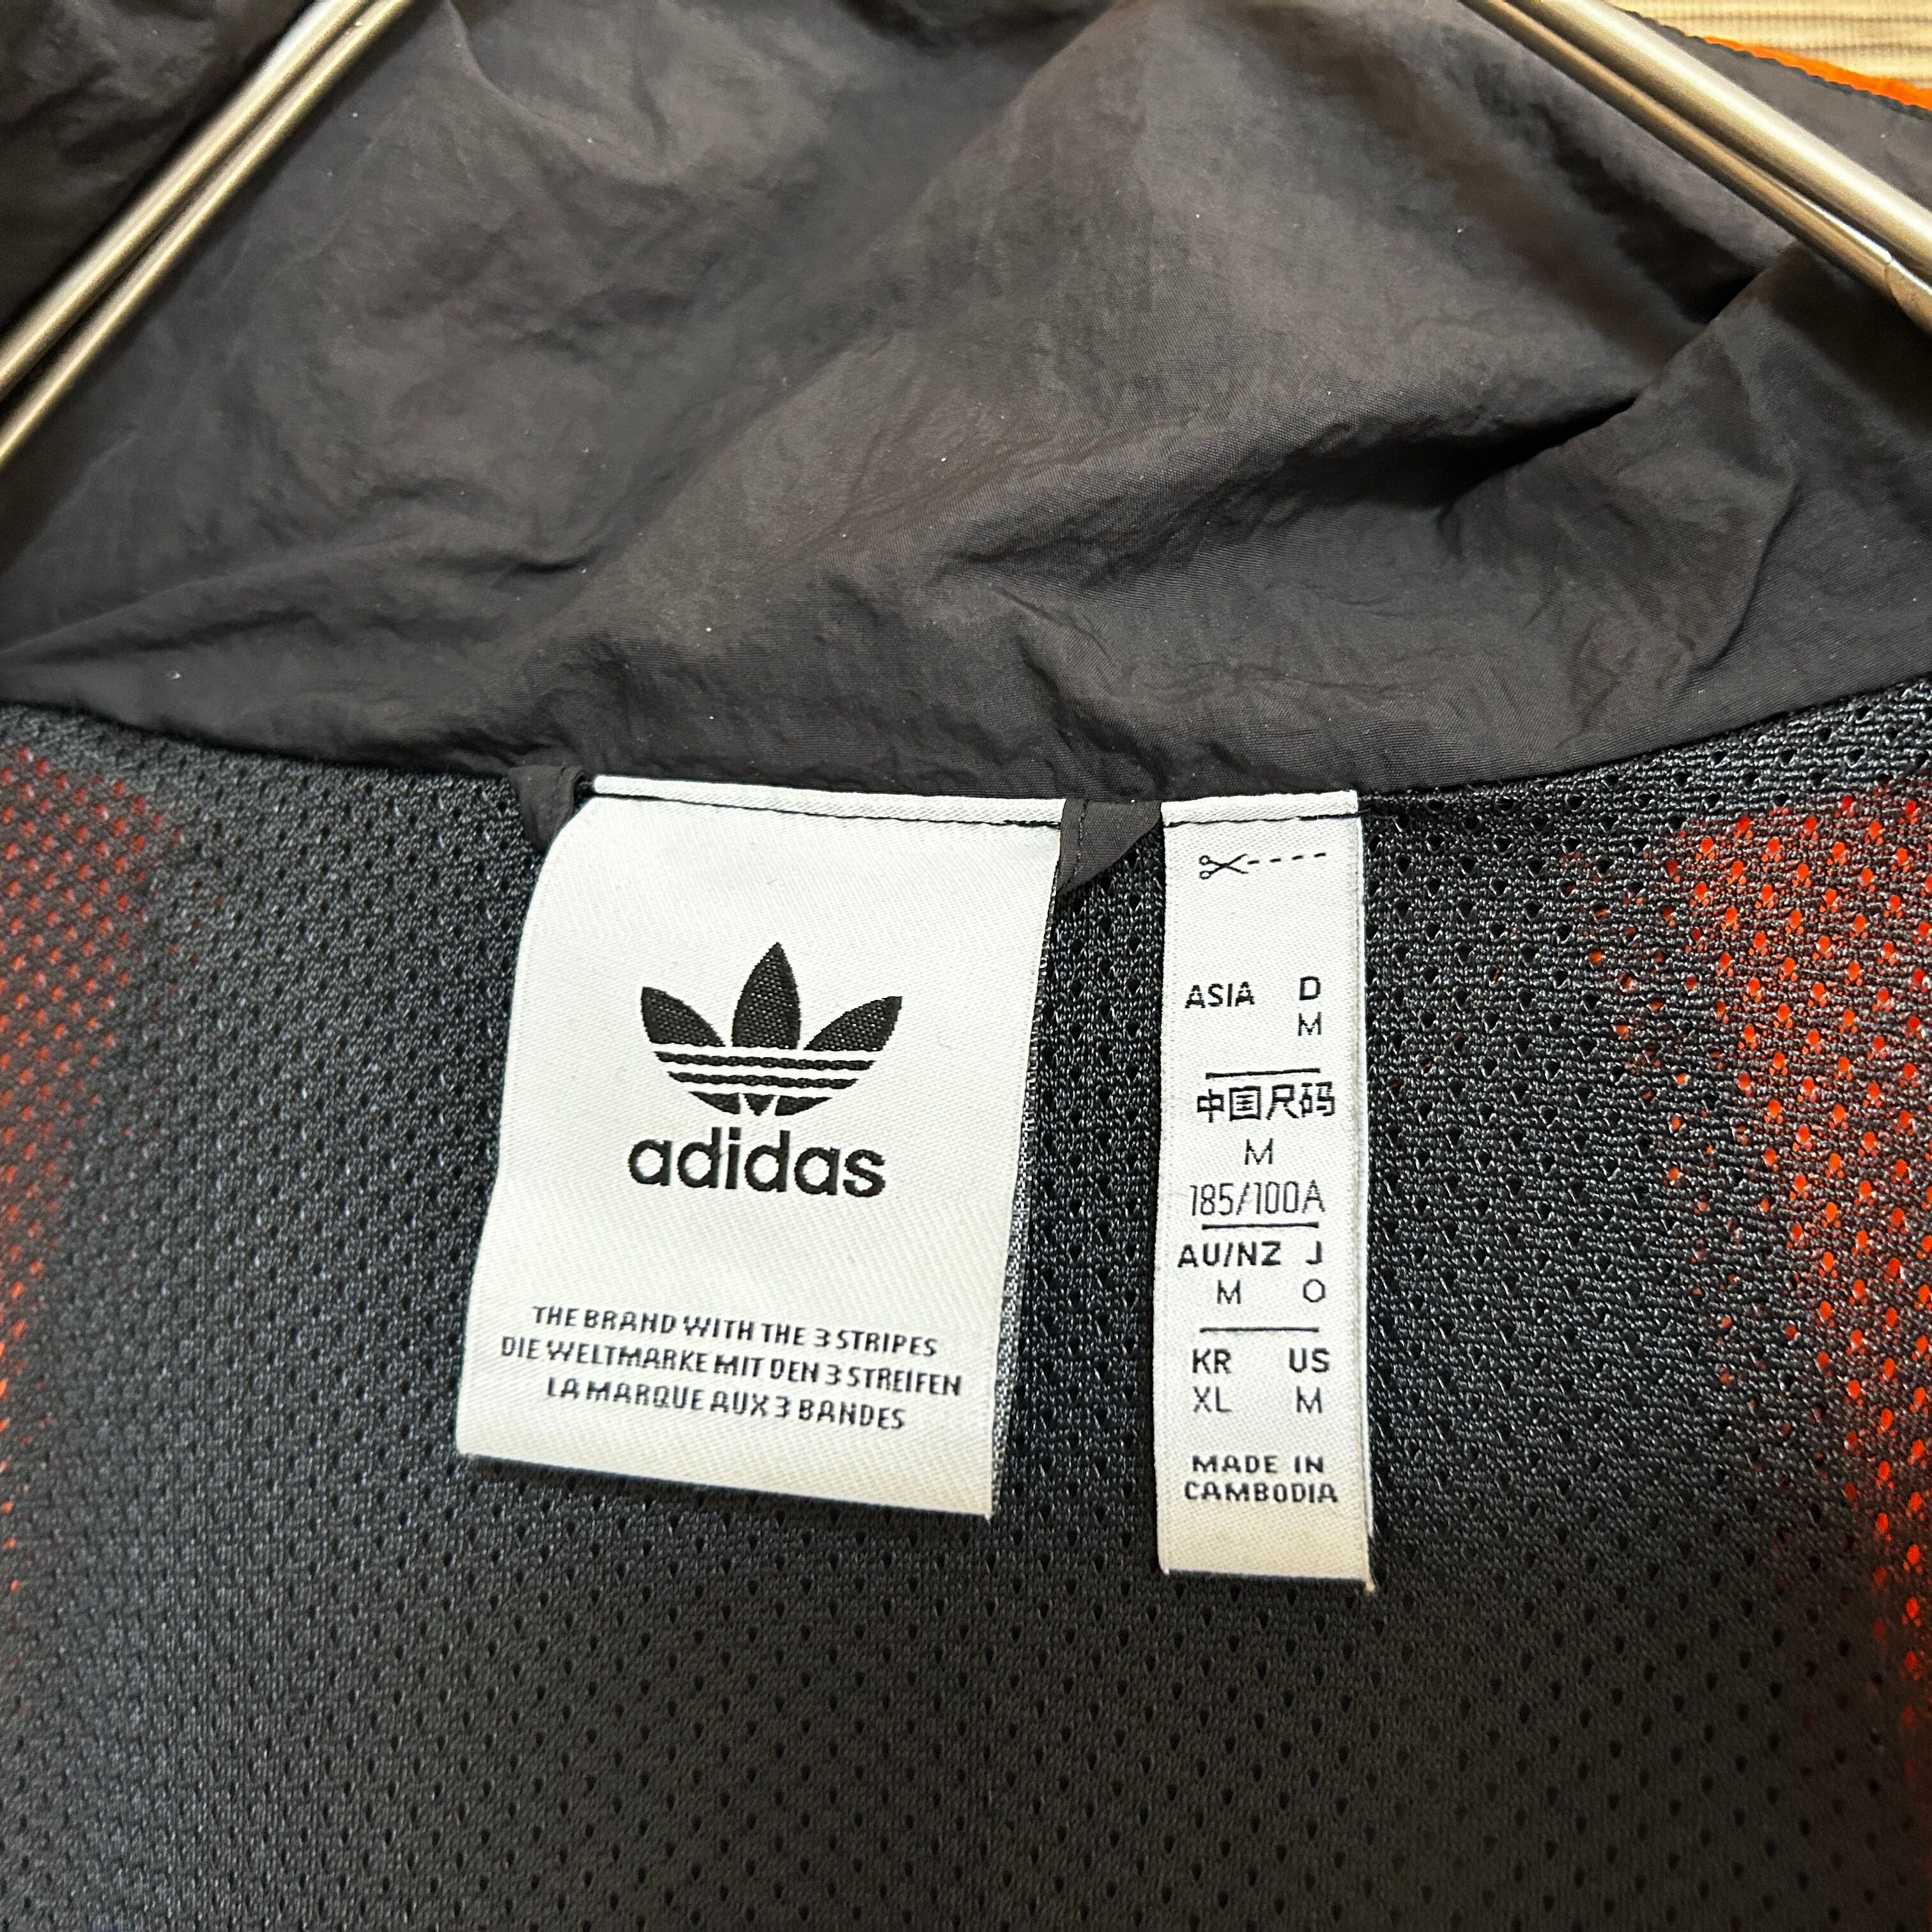 adidas
THE BRAND WITH THE 3 STRIPES
DIE WELTMARKE MIT DEN 3 STREIFEN
LA MARQUE AUX 3 BANDES
ASIA D
M
中国尺码
M
185/100A
AU/NZ J
M O
KR US
XL M
MADE IN
CAMBODIA